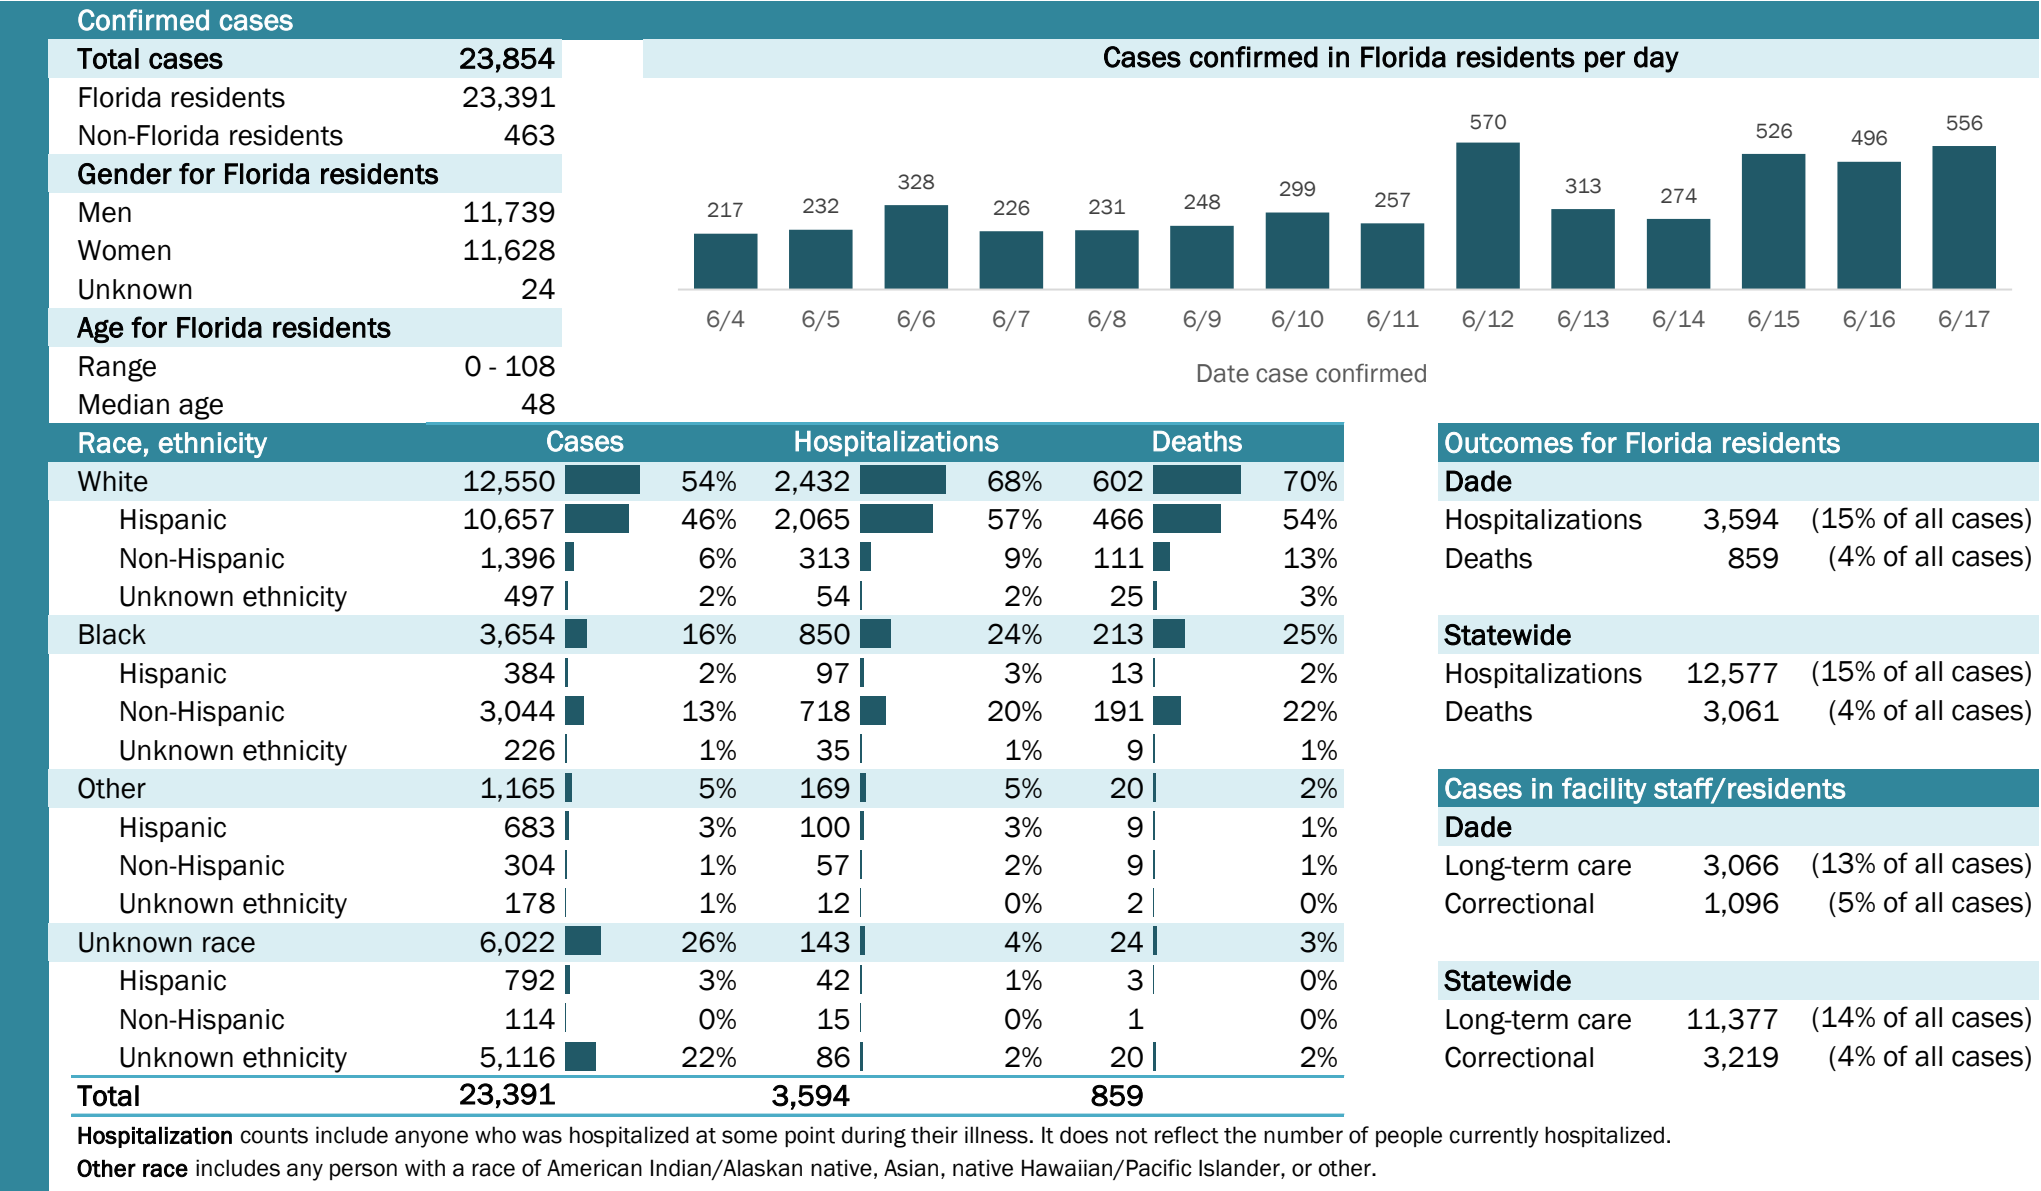 Confirmed cases
Total cases 23,854
Florida residents 23,391
Non-Florida residents 463
Gender for Florida residents
Men 11,739
Women 11,628
Unknown 24
Age for Florida residents
Range 0 - 108
Median age 48
Cases confirmed in Florida residents per day
217 232 328 226 231 248 299 257 570 313 274 526 496 556
6/4 6/5 6/6 6/7 6/8 6/9 6/10 6/11 6/12 6/13 6/14 6/15 6/16 6/17
Date case confirmed
Race, ethnicity Cases Hospitalizations Deaths
White 12,550 54% 2,432 68% 602 70%
Hispanic 10,657 46% 2,065 57% 466 54%
Non-Hispanic 1,396 6% 313 9% 111 13%
Unknown ethnicity 497 2% 54 2% 25 3%
Black 3,654 16% 850 24% 213 25%
Hispanic 384 2% 97 3% 13 2%
Non-Hispanic 3,044 13% 718 20% 191 22%
Unknown ethnicity 226 1% 35 1% 9 1%
Other 1,165 5% 169 5% 20 2%
Hispanic 683 3% 100 3% 9 1%
Non-Hispanic 304 1% 57 2% 9 1%
Unknown ethnicity 178 1% 12 0% 2 0%
Unknown race 6,022 26% 143 4% 24 3%
Hispanic 792 3% 42 1% 3 0%
Non-Hispanic 114 0% 15 0% 1 0%
Unknown ethnicity 5,116 22% 86 2% 20 2%
Total 23,391 3,594 859
Outcomes for Florida residents
Dade
Hospitalizations 3,594 (15% of all cases)
Deaths 859 (4% of all cases)
Statewide
Hospitalizations 12,577 (15% of all cases)
Deaths 3,061 (4% of all cases)
Cases in facility staff/residents
Dade
Long-term care 3,066 (13% of all cases)
Correctional 1,096 (5% of all cases)
Statewide
Long-term care 11,377 (14% of all cases)
Correctional 3,219 (4% of all cases)
Hospitalization counts include anyone who was hospitalized at some point during their illness. It does not reflect the number of people currently hospitalized.
Other race includes any person with a race of American Indian/Alaskan native, Asian, native Hawaiian/Pacific Islander, or other.